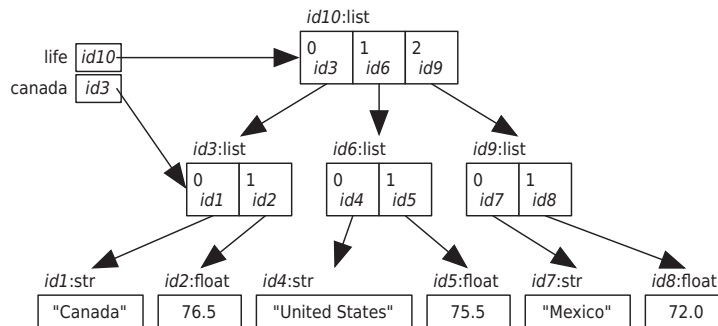 id10:list
0 1 2
life id10 id3 id6 id9
canada id3
id3:list id6:list id9:list
0 1 0 1 0 1
id1 id2 id4 id5 id7 id8
id1:str id2:float id4:str id5:float id7:str id8:float
"Canada" 76.5 "United States" 75.5 "Mexico" 72.0